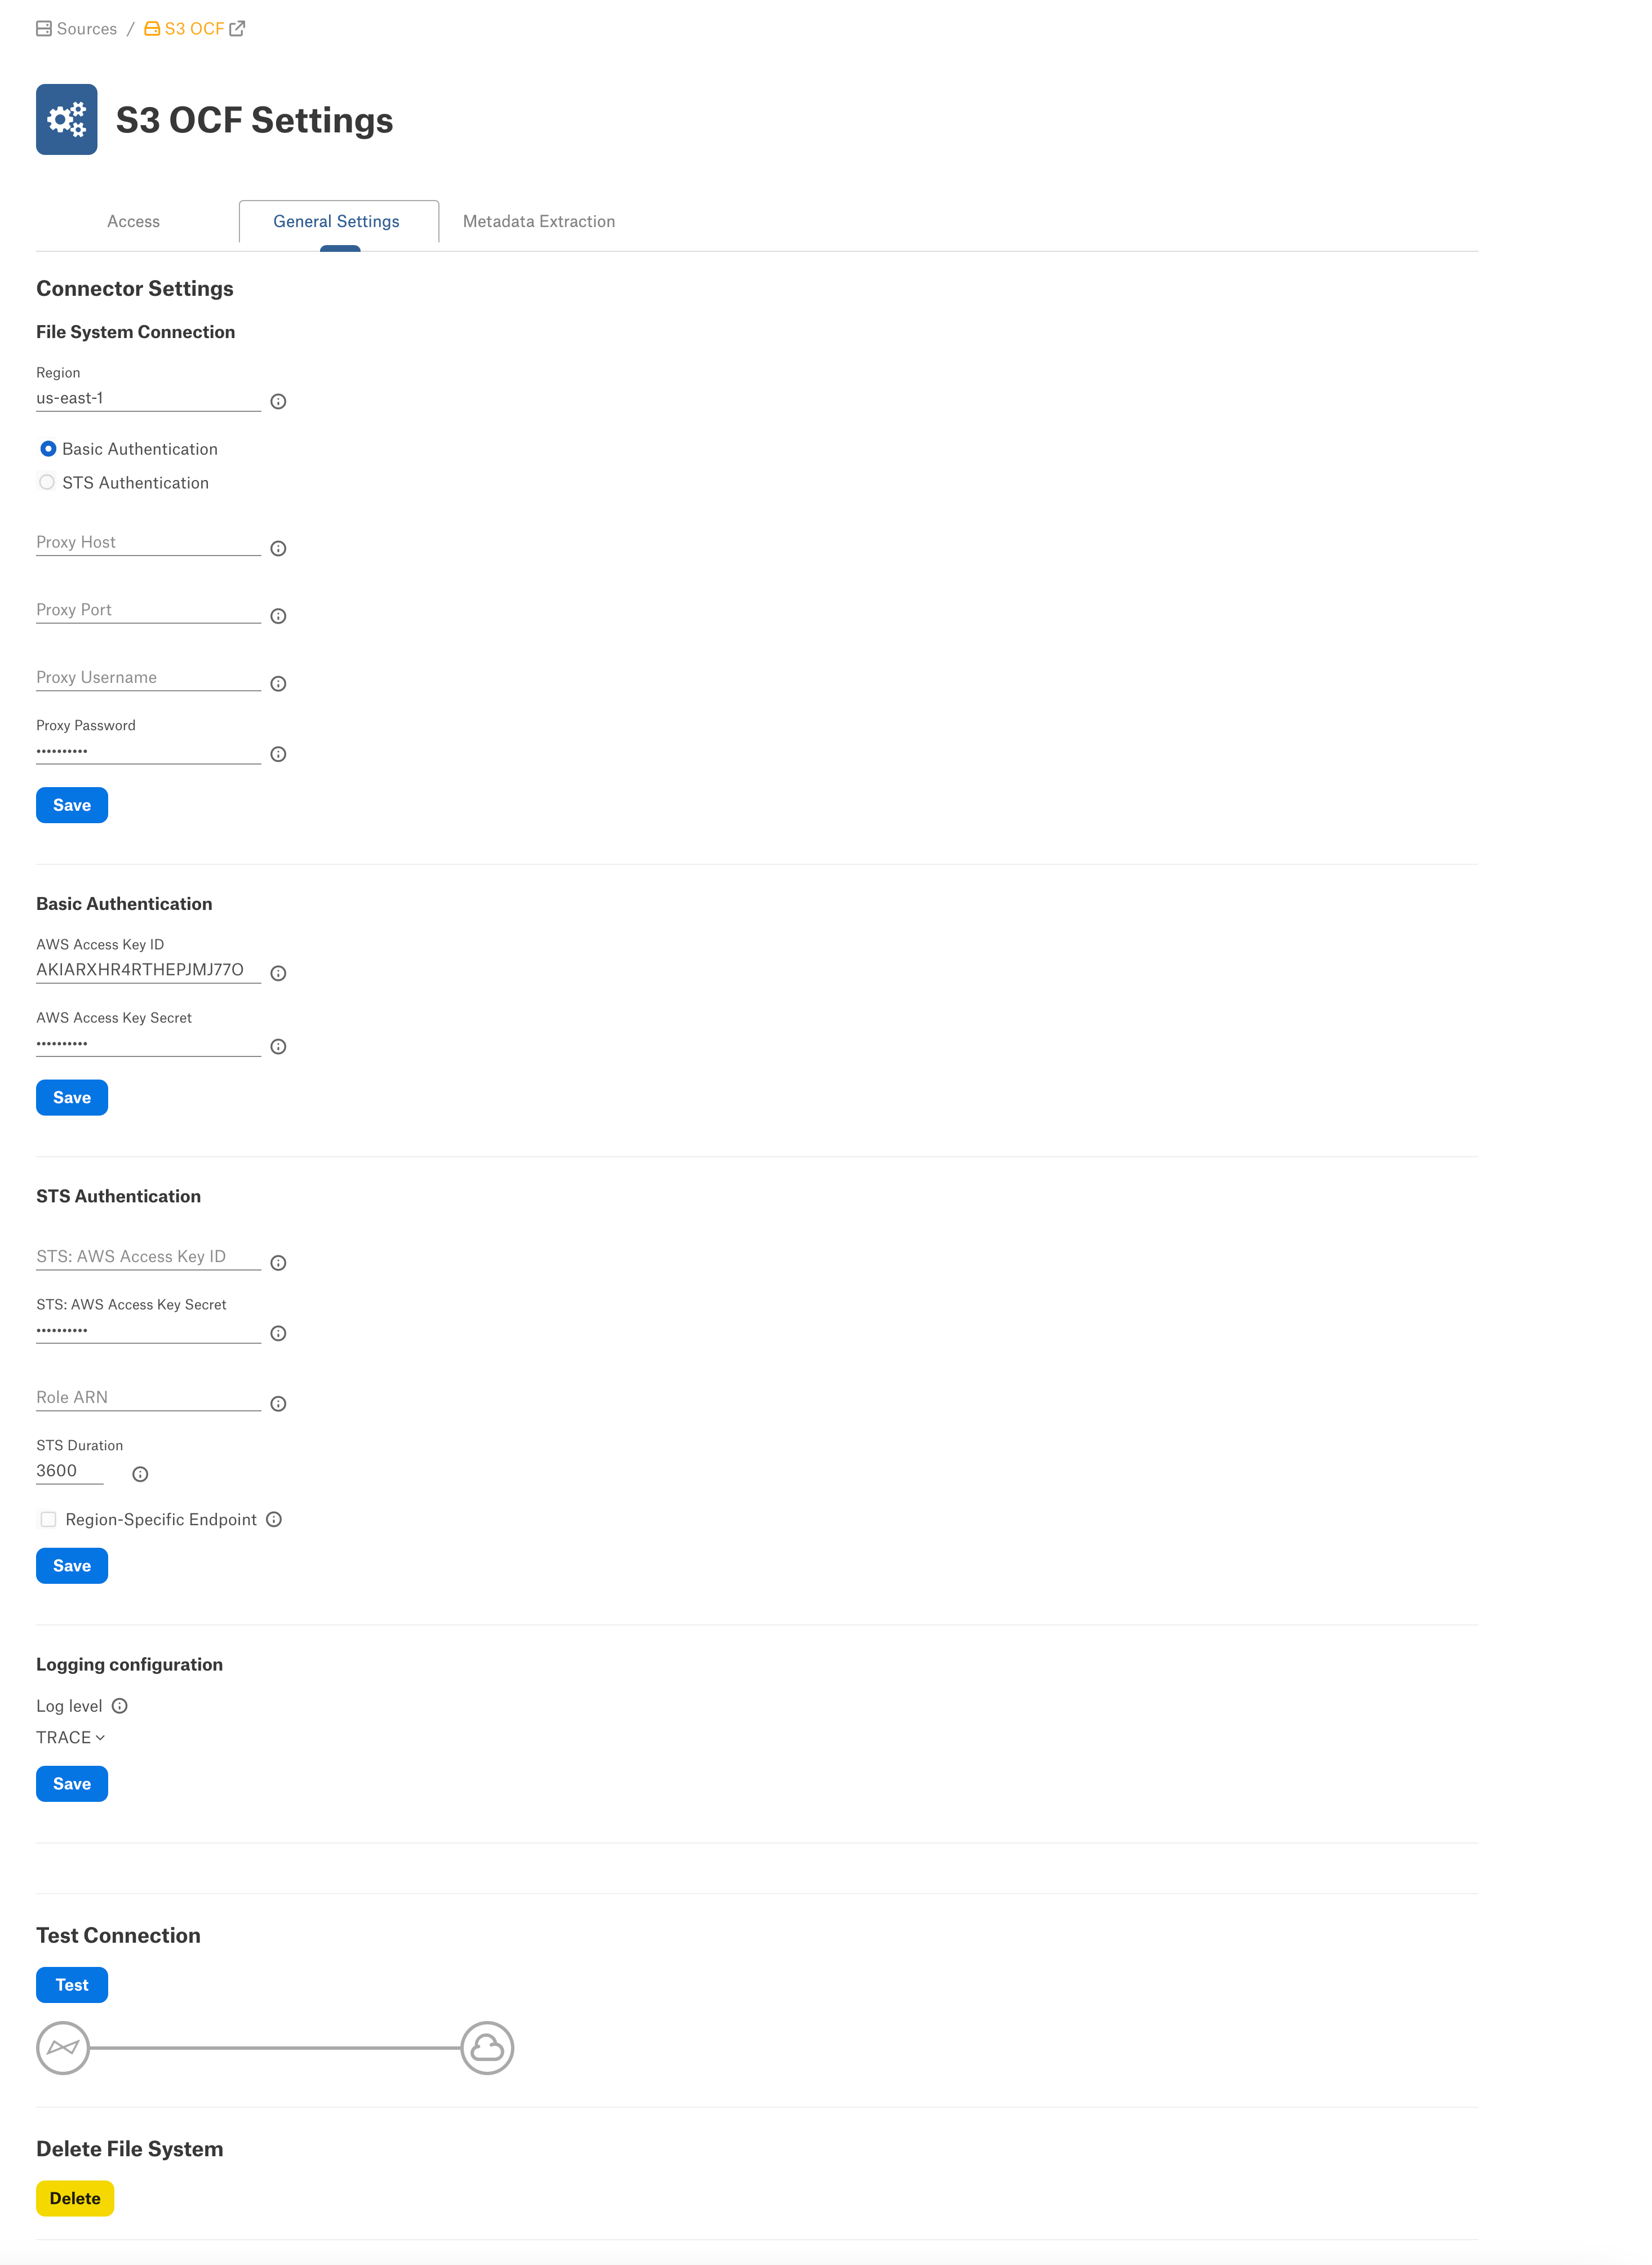 Sources / S3 OCF
S3 OCF Settings
Access General Settings Metadata Extraction
Connector Settings
File System Connection
Region
us-east-1
Basic Authentication
STS Authentication
Proxy Host
Proxy Port
Proxy Username
Proxy Password
••••••••••
Save
Basic Authentication
AWS Access Key ID
AKIARXHR4RTHEPJMJ77O
AWS Access Key Secret
••••••••••
Save
STS Authentication
STS: AWS Access Key ID
STS: AWS Access Key Secret
••••••••••
Role ARN
STS Duration
3600
Region-Specific Endpoint
Save
Logging configuration
Log level
TRACE
Save
Test Connection
Test
Delete File System
Delete